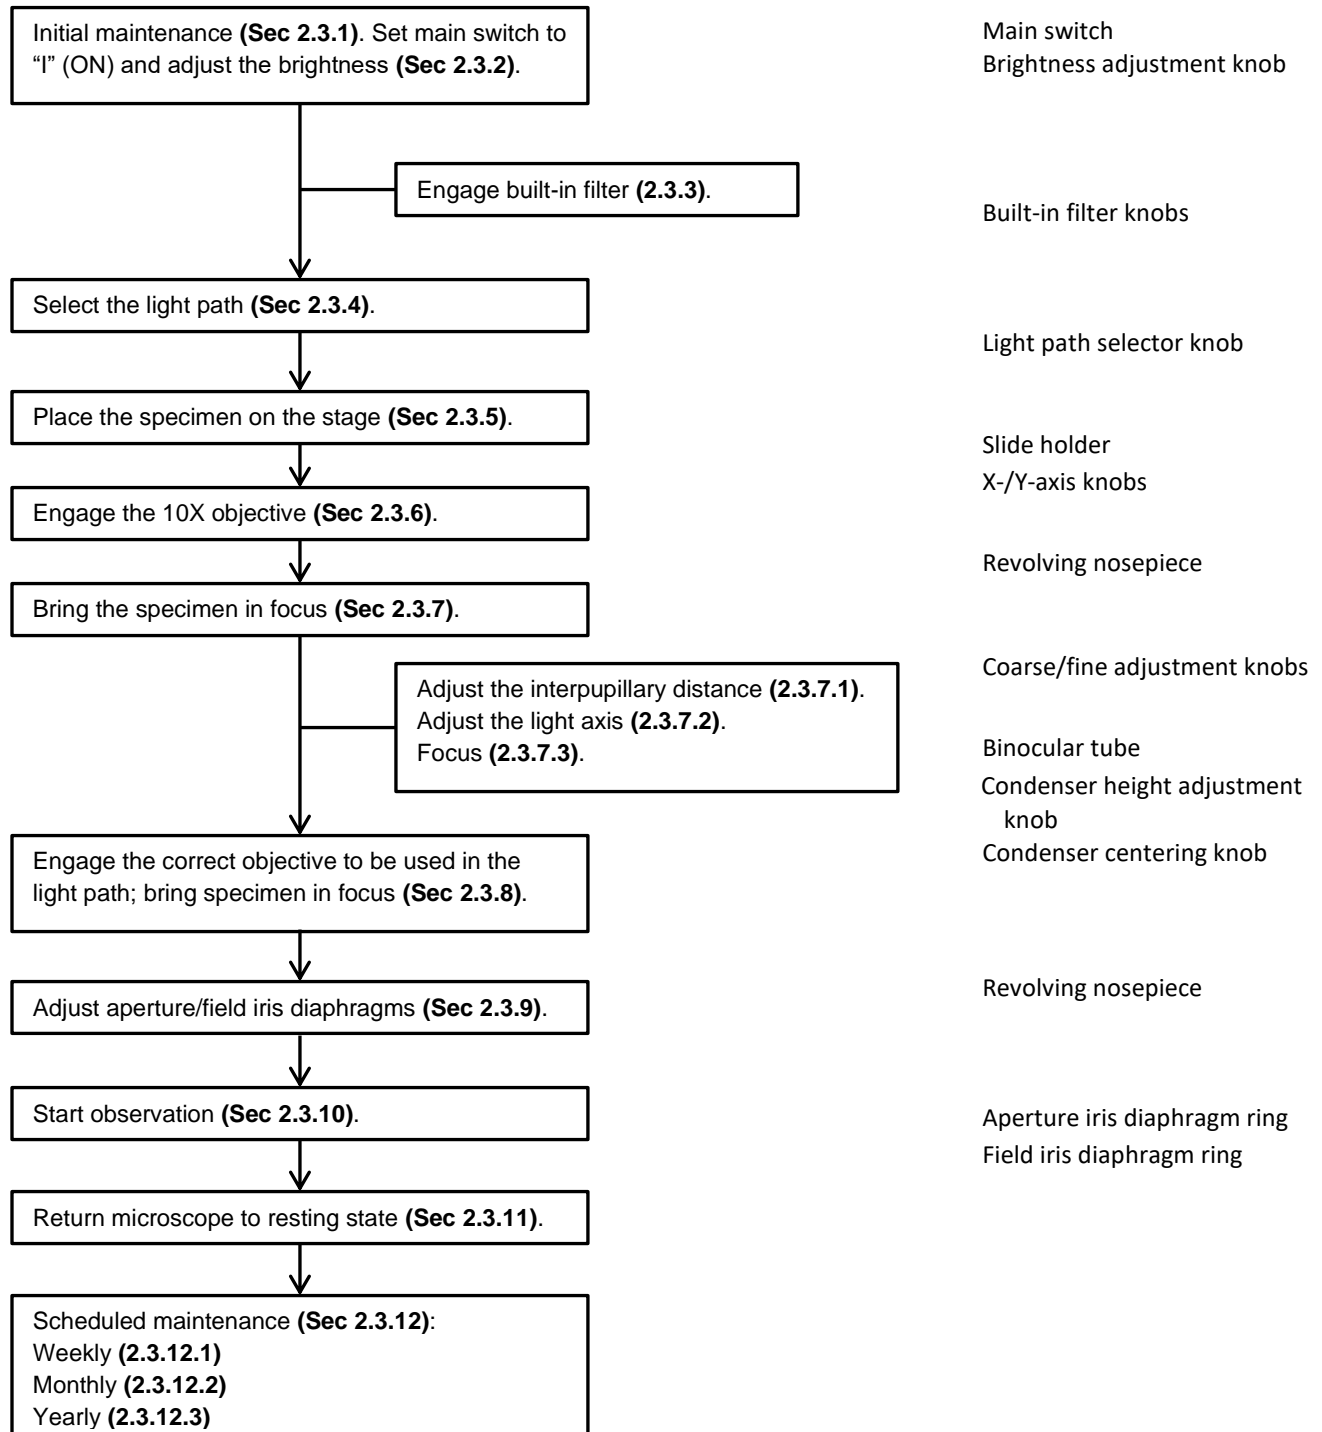 Initial maintenance (Sec 2.3.1). Set main switch to
“I” (ON) and adjust the brightness (Sec 2.3.2).
Main switch
Brightness adjustment knob
Engage built-in filter (2.3.3).
Built-in filter knobs
Select the light path (Sec 2.3.4).
Light path selector knob
Place the specimen on the stage (Sec 2.3.5).
Slide holder
X-/Y-axis knobs
Engage the 10X objective (Sec 2.3.6).
Revolving nosepiece
Bring the specimen in focus (Sec 2.3.7).
Coarse/fine adjustment knobs
Adjust the interpupillary distance (2.3.7.1).
Adjust the light axis (2.3.7.2).
Focus (2.3.7.3).
Binocular tube
Condenser height adjustment
knob
Condenser centering knob
Engage the correct objective to be used in the
light path; bring specimen in focus (Sec 2.3.8).
Revolving nosepiece
Adjust aperture/field iris diaphragms (Sec 2.3.9).
Start observation (Sec 2.3.10).
Aperture iris diaphragm ring
Field iris diaphragm ring
Return microscope to resting state (Sec 2.3.11).
Scheduled maintenance (Sec 2.3.12):
Weekly (2.3.12.1)
Monthly (2.3.12.2)
Yearly (2.3.12.3)